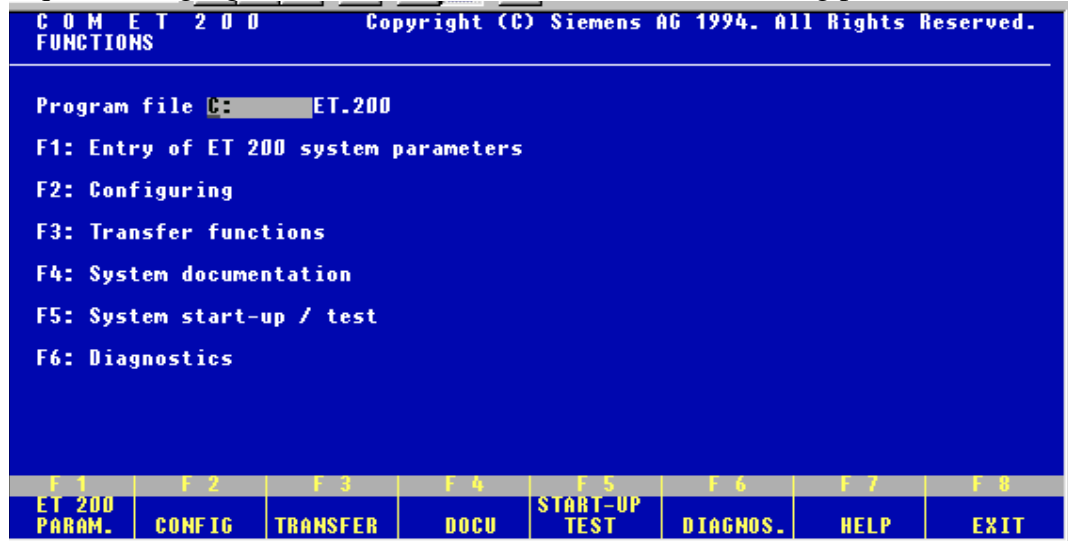 C O M   E T  2 0 0   Copyright (C) Siemens AG 1994. All Rights Reserved.
FUNCTIONS
Program file C: ET.200
F1: Entry of ET 200 system parameters
F2: Configuring
F3: Transfer functions
F4: System documentation
F5: System start-up / test
F6: Diagnostics
F 1 F 2 F 3 F 4 F 5 F 6 F 7 F 8
ET 200 START-UP
PARAM. CONFIG TRANSFER DOCU TEST DIAGNOS. HELP EXIT